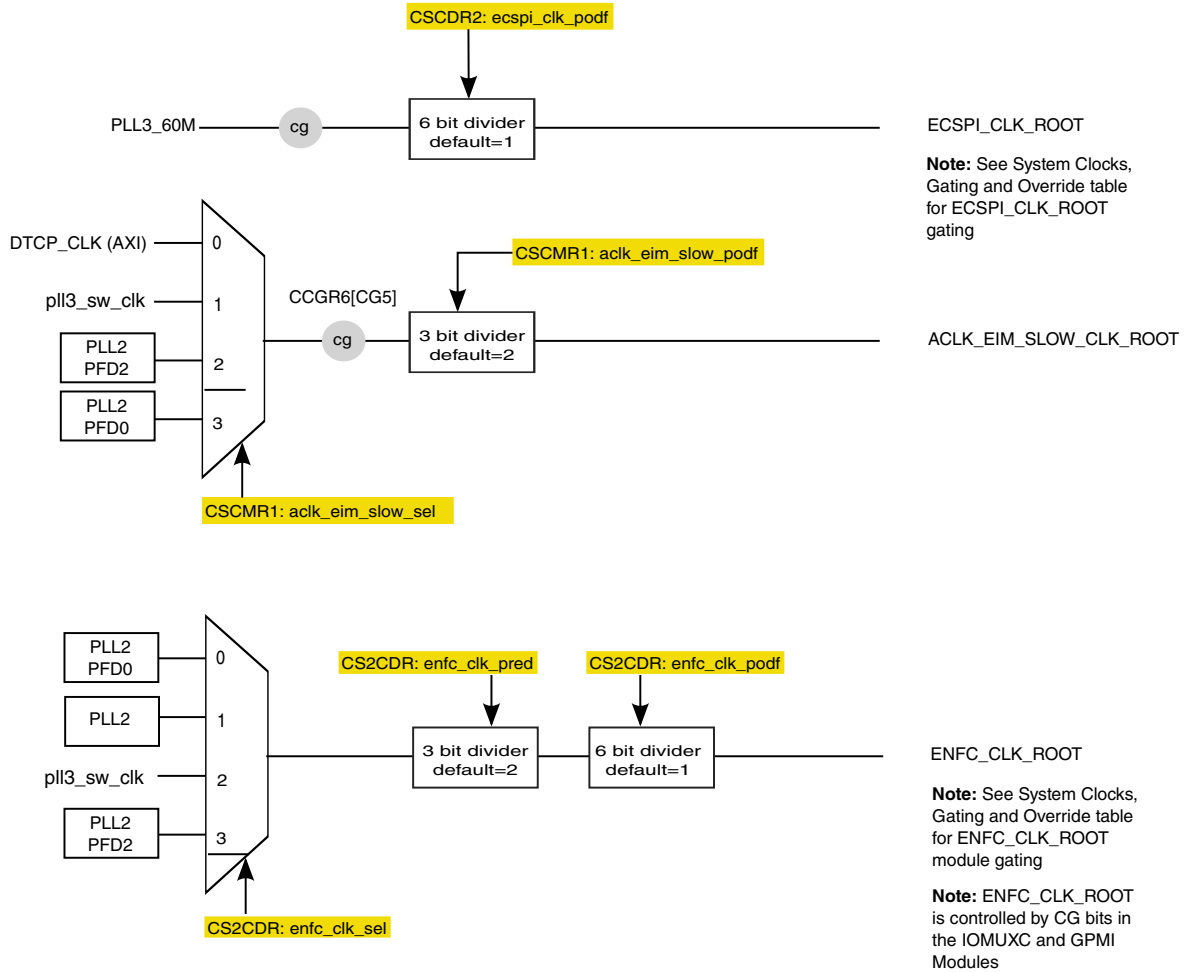 CSCDR2: ecspi_clk_podf
PLL3_60M
cg
6 bit divider
default=1
ECSPI_CLK_ROOT
Note: See System Clocks,
Gating and Override table
for ECSPI_CLK_ROOT
gating
DTCP_CLK (AXI)
0
pll3_sw_clk
1
PLL2
PFD2
2
PLL2
PFD0
3
CCGR6[CG5]
cg
CSCMR1: aclk_eim_slow_podf
3 bit divider
default=2
ACLK_EIM_SLOW_CLK_ROOT
CSCMR1: aclk_eim_slow_sel
PLL2
PFD0
0
PLL2
1
pll3_sw_clk
2
PLL2
PFD2
3
CS2CDR: enfc_clk_pred
CS2CDR: enfc_clk_podf
3 bit divider
default=2
6 bit divider
default=1
ENFC_CLK_ROOT
Note: See System Clocks,
Gating and Override table
for ENFC_CLK_ROOT
module gating
Note: ENFC_CLK_ROOT
is controlled by CG bits in
the IOMUXC and GPMI
Modules
CS2CDR: enfc_clk_sel